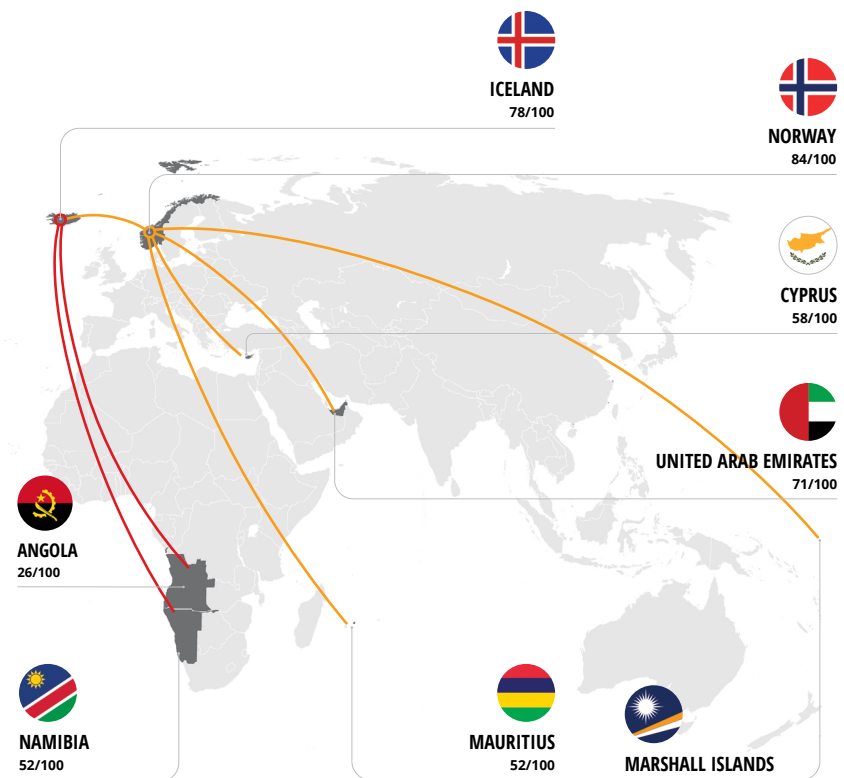 ICELAND
78/100
NORWAY
84/100
CYPRUS
58/100
UNITED ARAB EMIRATES
71/100
ANGOLA
26/100
NAMIBIA
52/100
MAURITIUS
52/100
MARSHALL ISLANDS